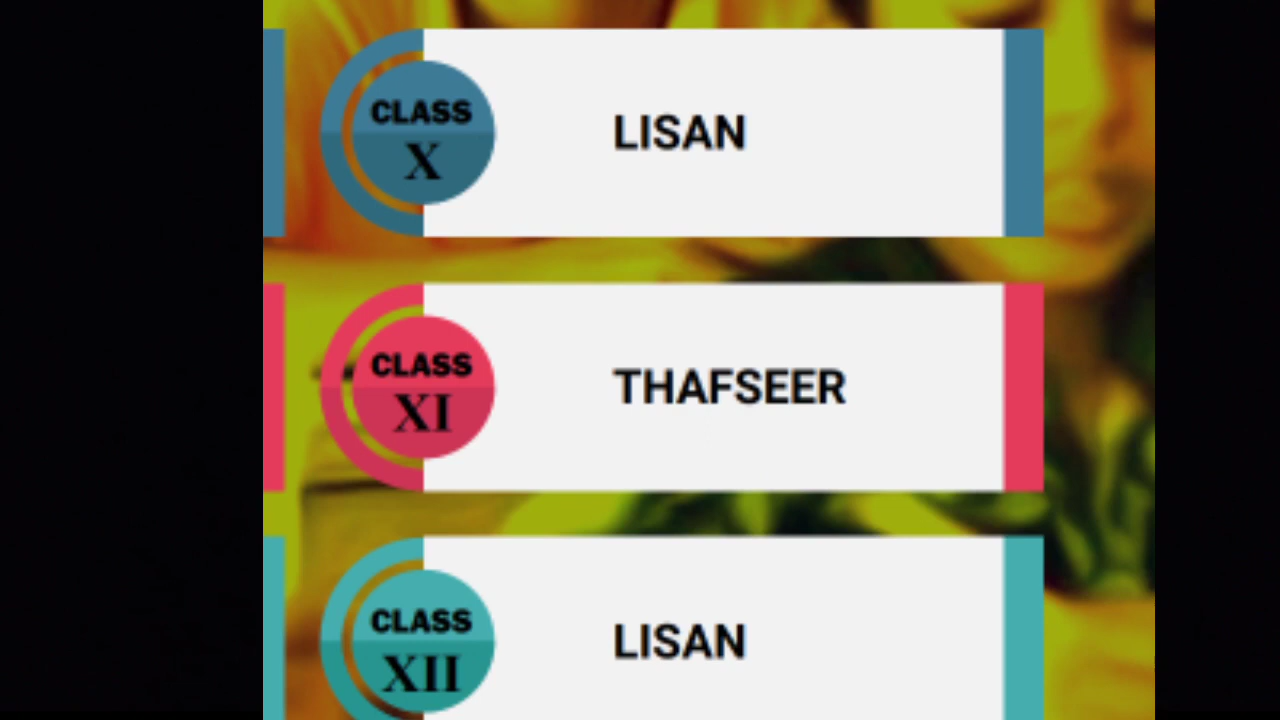 CLASS
X
LISAN
CLASS
XI
THAFSEER
CLASS
XII
LISAN